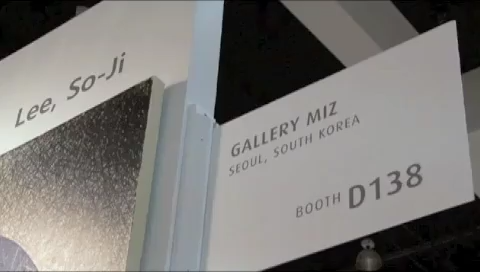 Lee, So-Ji
GALLERY MIZ
SEOUL, SOUTH KOREA
BOOTH D138